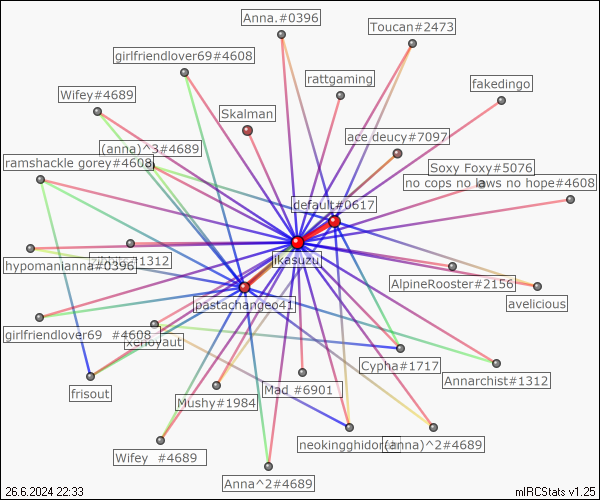 Anna.#0396
Toucan#2473
girlfriendlover69#4608
rattgaming
fakedingo
Wifey#4689
Skalman
ace deucy#7097
(anna)^3#4689
ramshackle gorey#4608
Soxy Foxy#5076
no cops no laws no hope#4608
default#0617
ikasuzu
hypomanianna#0396
#1312
AlpineRooster#2156
pastachangeo41
avelicious
girlfriendlover69 #4608
xenoyaut
Cypha#1717
Annarchist#1312
frisout
Mushy#1984
Mad #6901
neokingghidorah
(anna)^2#4689
Wifey #4689
Anna^2#4689
26.6.2024 22:33
mIRCStats v1.25